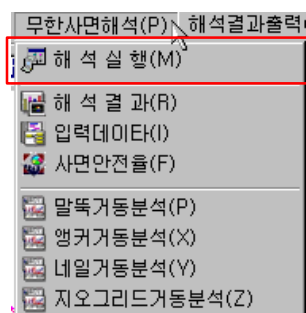 무한사면해석(P) 해석결과출력(
해 석 실 행(M)
해 석 결 과(R)
입력데이타(I)
사면안전율(F)
말뚝거동분석(P)
앵커거동분석(X)
네일거동분석(Y)
지오그리드거동분석(Z)